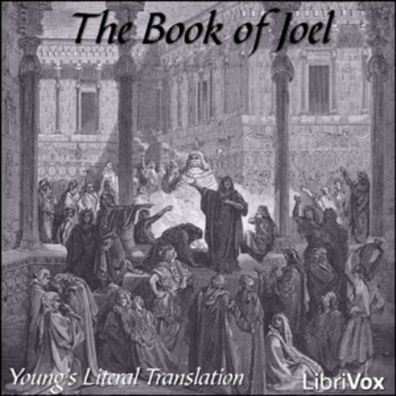 The Book of Joel
Young's Literal Translation
LibriVox